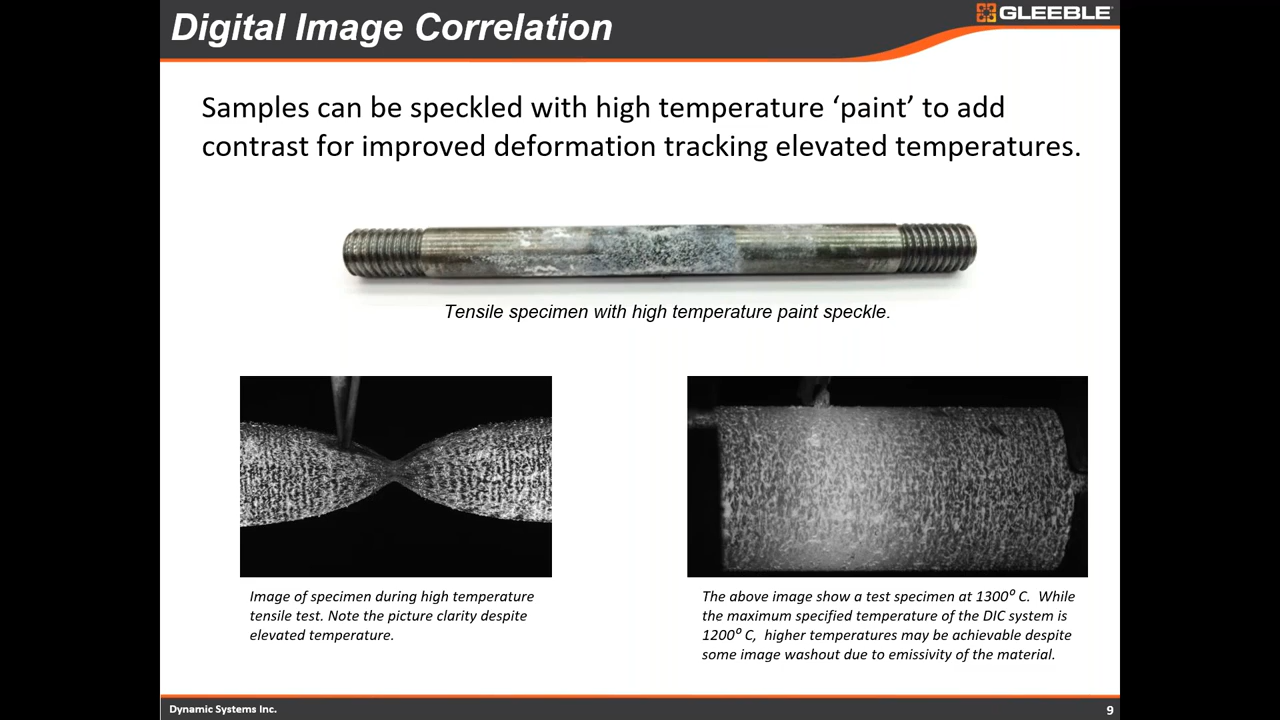 Digital Image Correlation
GLEEBLE
Samples can be speckled with high temperature ‘paint’ to add
contrast for improved deformation tracking elevated temperatures.
Tensile specimen with high temperature paint speckle.
Image of specimen during high temperature
tensile test. Note the picture clarity despite
elevated temperature.
The above image show a test specimen at 1300⁰ C. While
the maximum specified temperature of the DIC system is
1200⁰ C, higher temperatures may be achievable despite
some image washout due to emissivity of the material.
Dynamic Systems Inc.
9